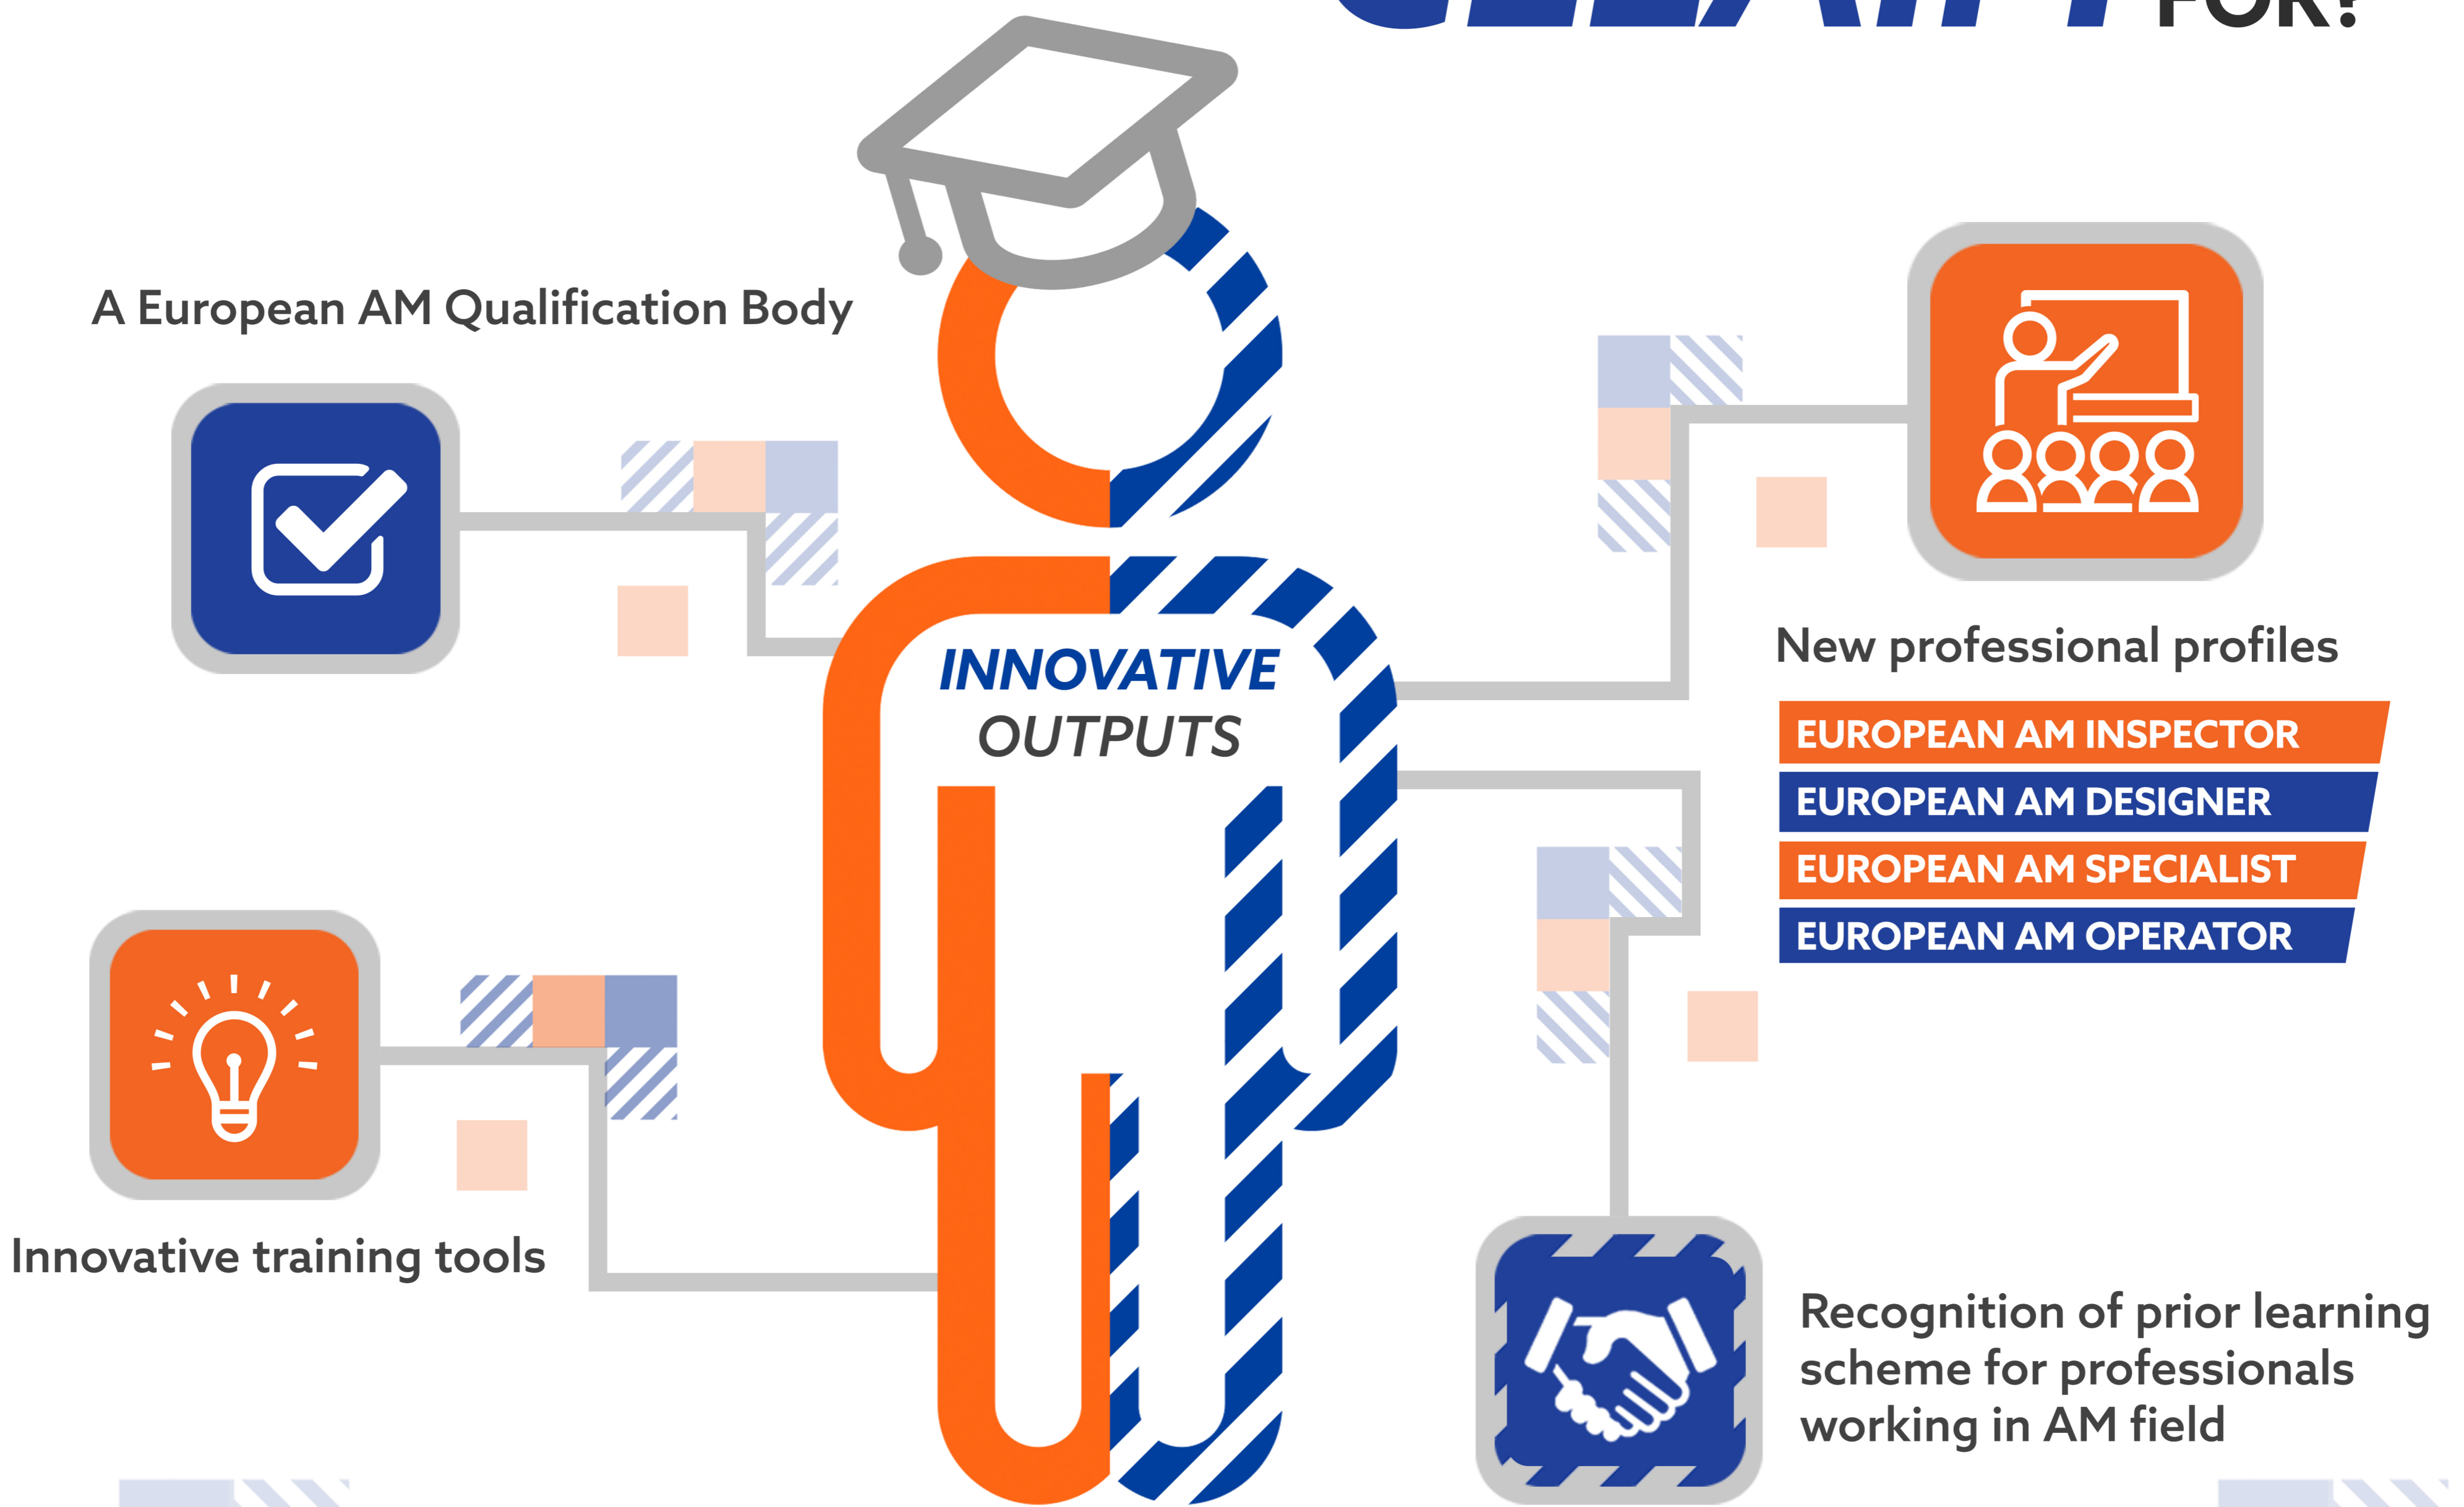 FOR?
A European AM Qualification Body
INNOVATIVE
OUTPUTS
New professional profiles
EUROPEAN AM INSPECTOR
EUROPEAN AM DESIGNER
EUROPEAN AM SPECIALIST
EUROPEAN AM OPERATOR
Innovative training tools
Recognition of prior learning
scheme for professionals
working in AM field